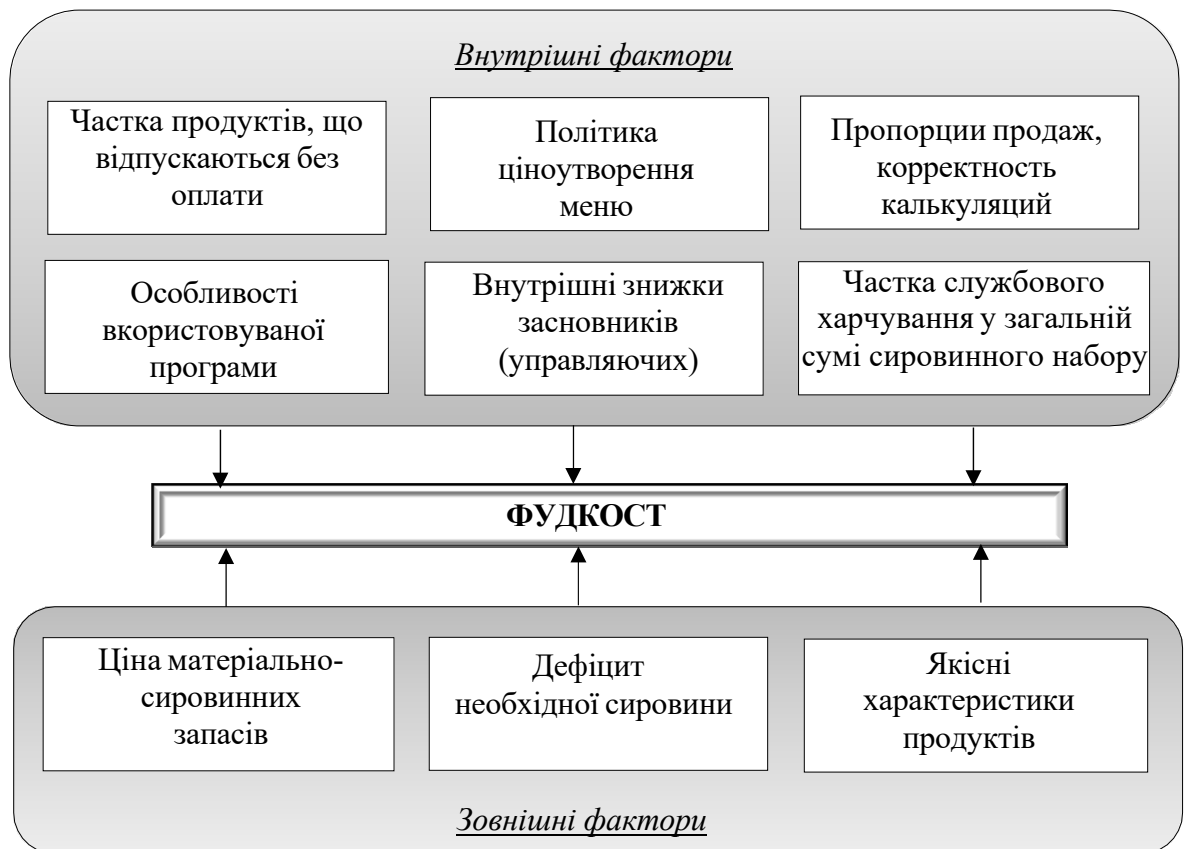 Внутрішні фактори
Частка продуктів, що
відпускаються без
оплати
Політика
ціноутворення
меню
Пропорции продаж,
корректность
калькуляций
Особливості
вкористовуваної
програми
Внутрішні знижки
засновників
(управляючих)
Частка службового
харчування у загальній
сумі сировинного набору
ФУДКОСТ
Ціна матеріально-
сировинних
запасів
Дефіцит
необхідної сировини
Якісні
характеристики
продуктів
Зовнішні фактори